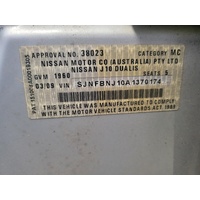 APPROVAL NO. 38023 CATEGORY MC
NISSAN MOTOR CO (AUSTRALIA) PTY LTD
NISSAN J10 DUALIS
GVM 1960 SEATS 5
03/09 VIN SJNFBNJ10A1370174
THIS VEHICLE WAS MANUFACTURED TO COMPLY
WITH THE MOTOR VEHICLE STANDARDS ACT 1989